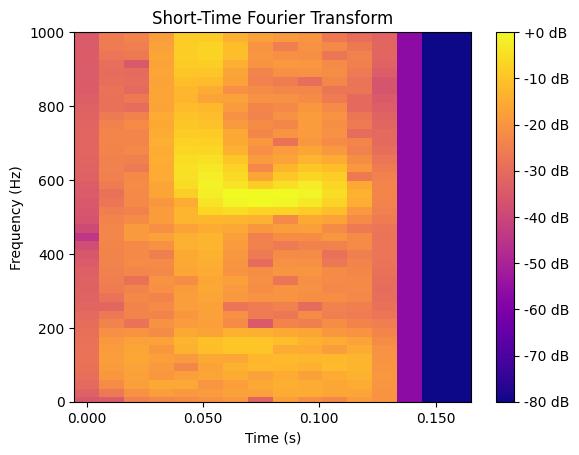 Short-Time Fourier Transform
1000
800
600
400
200
0
Frequency (Hz)
0.000
0.050
0.100
0.150
Time (s)
+0 dB
-10 dB
-20 dB
-30 dB
-40 dB
-50 dB
-60 dB
-70 dB
-80 dB